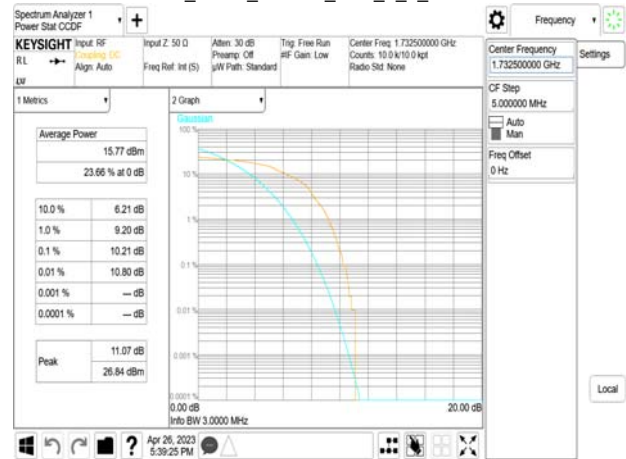 Spectrum Analyzer 1
Power Stat CCDF
+
Frequency
KEYSIGHT
RL
Input: RF
Coupling: DC
Align: Auto
Input Z: 50 Ω
Freq Ref: Int (S)
Atten: 30 dB
Preamp: Off
µW Path: Standard
Trig: Free Run
#IF Gain: Low
Center Freq: 1.732500000 GHz
Counts: 10.0 k/10.0 kpt
Radio Std: None
Center Frequency
1.732500000 GHz
Settings
CF Step
5.000000 MHz
Auto
Man
Freq Offset
0 Hz
1 Metrics
Average Power
15.77 dBm
23.66 % at 0 dB
10.0 % 6.21 dB
1.0 % 9.20 dB
0.1 % 10.21 dB
0.01 % 10.80 dB
0.001 % --- dB
0.0001 % --- dB
Peak
11.07 dB
26.84 dBm
2 Graph
Gaussian
100 %
10 %
1 %
0.1 %
0.01 %
0.001 %
0.0001 %
0.00 dB
20.00 dB
Info BW 3.0000 MHz
Local
?
Apr 26, 2023
5:39:25 PM